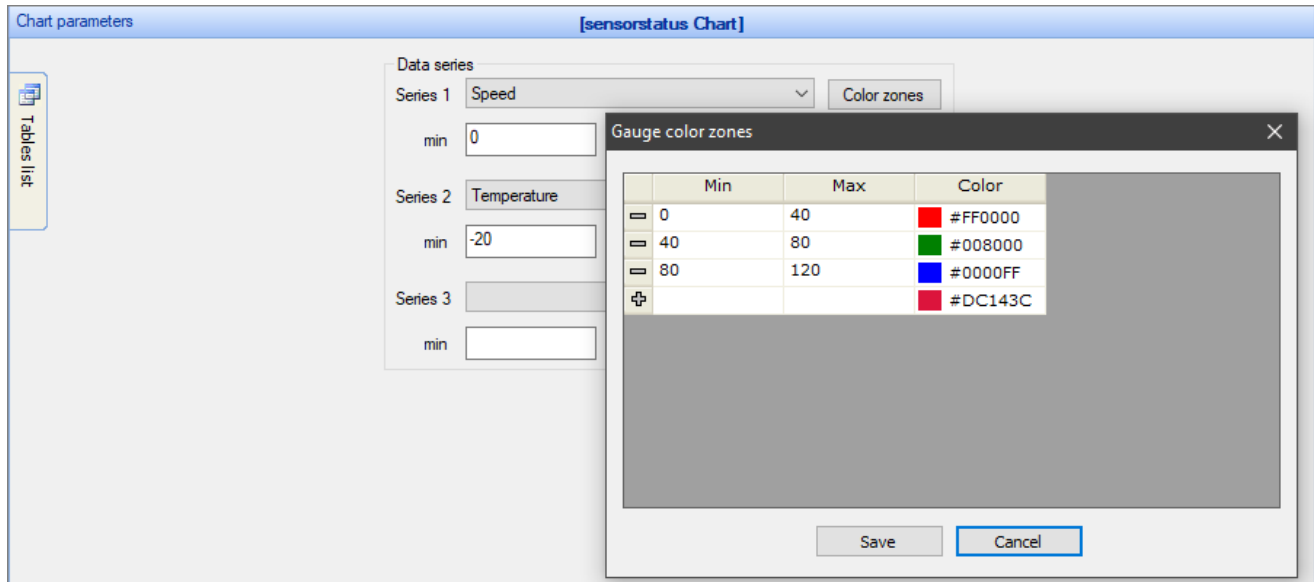 Chart parameters
[sensorstatus Chart]
Tables list
Data series
Series 1 Speed Color zones
min 0
Series 2 Temperature
min -20
Series 3
min
Gauge color zones
Min Max Color
0 40 #FF0000
40 80 #008000
80 120 #0000FF
#DC143C
Save Cancel